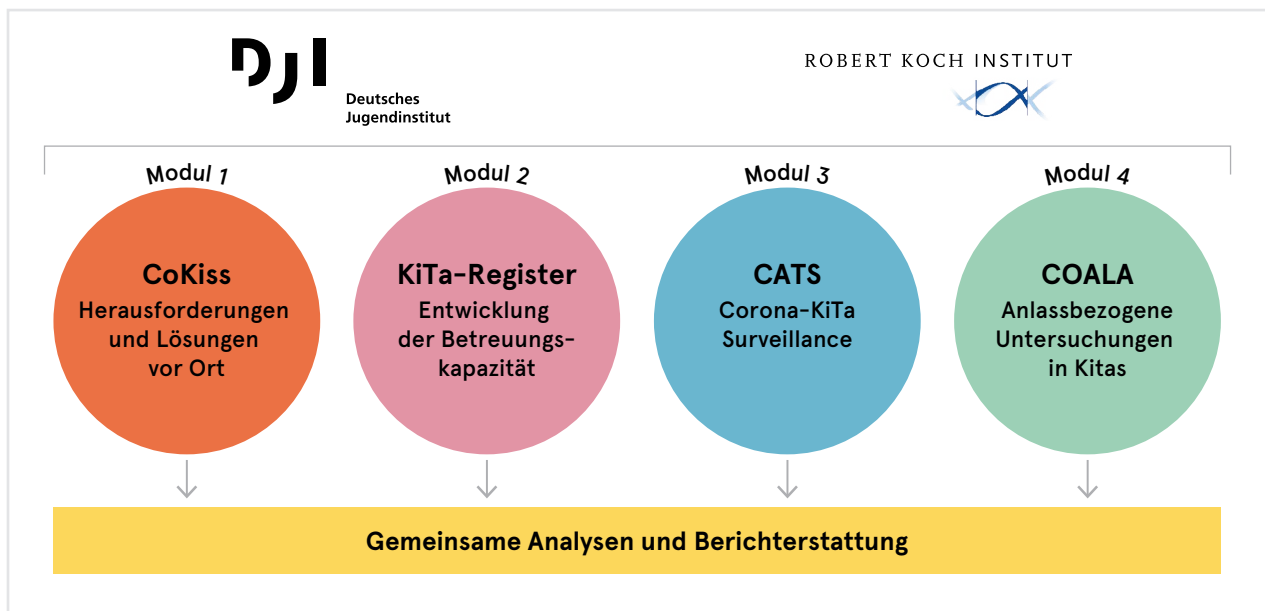 DJI
Deutsches
Jugendinstitut
ROBERT KOCH INSTITUT
Modul 1
CoKiss
Herausforderungen
und Lösungen
vor Ort
Modul 2
KiTa-Register
Entwicklung
der Betreuungs-
kapazität
Modul 3
CATS
Corona-KiTa
Surveillance
Modul 4
COALA
Anlassbezogene
Untersuchungen
in Kitas
Gemeinsame Analysen und Berichterstattung